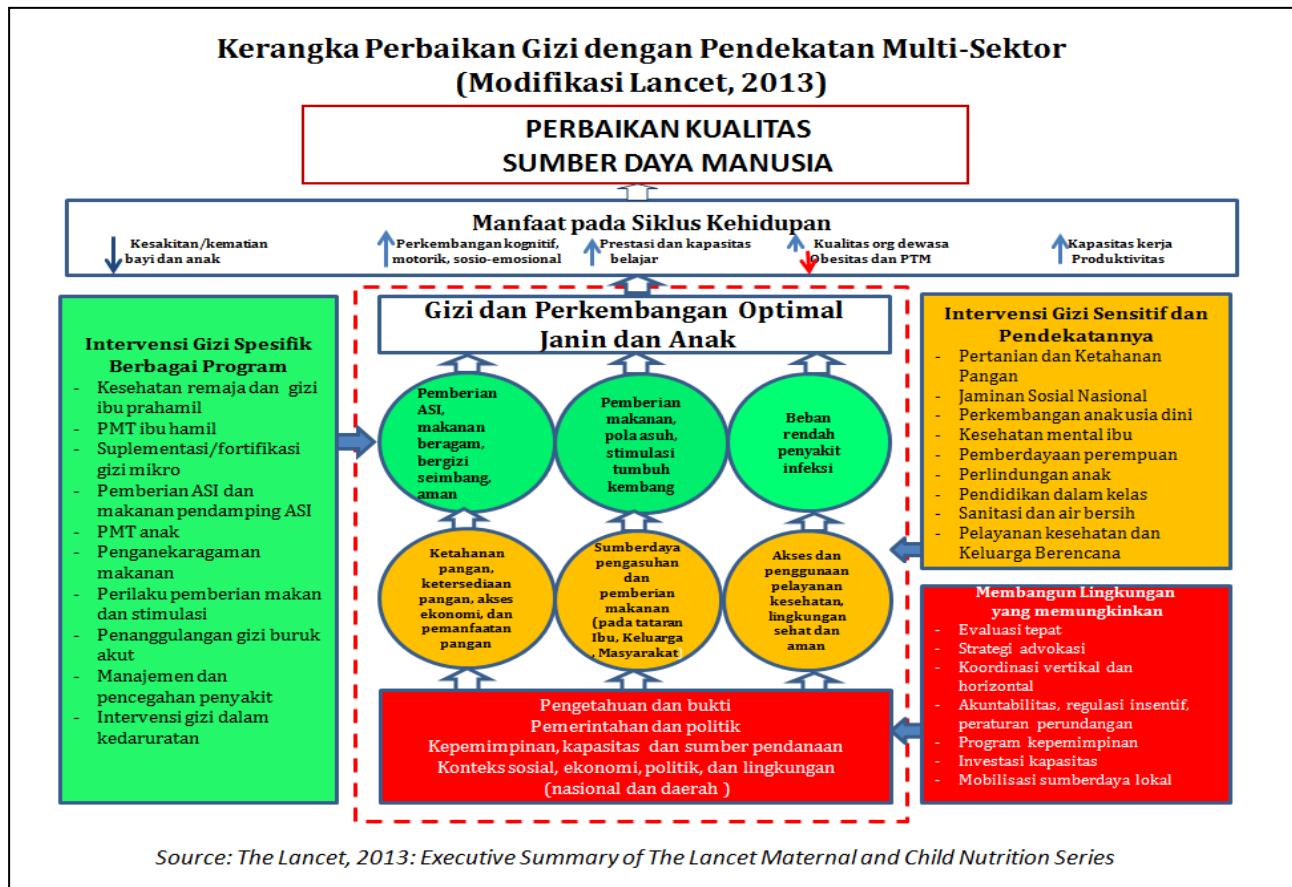 Kerangka Perbaikan Gizi dengan Pendekatan Multi-Sektor
(Modifikasi Lancet, 2013)
PERBAIKAN KUALITAS
SUMBER DAYA MANUSIA
Manfaat pada Siklus Kehidupan
Kesakitan/kematian
bayi dan anak
Perkembangan kognitif,
motorik, sosio-emosional
Prestasi dan kapasitas
belajar
Kualitas org dewasa
Obesitas dan PTM
Kapasitas kerja
Produktivitas
Intervensi Gizi Spesifik
Berbagai Program
- Kesehatan remaja dan gizi
ibu prahamil
- PMT ibu hamil
- Suplementasi/fortifikasi
gizi mikro
- Pemberian ASI dan
makanan pendamping ASI
- PMT anak
- Penganekaragaman
makanan
- Perilaku pemberian makan
dan stimulasi
- Penanggulangan gizi buruk
akut
- Manajemen dan
pencegahan penyakit
- Intervensi gizi dalam
kedaruratan
Gizi dan Perkembangan Optimal
Janin dan Anak
Pemberian
ASI,
makanan
beragam,
bergizi
seimbang,
aman
Pemberian
makanan,
pola asuh,
stimulasi
tumbuh
kembang
Beban
rendah
penyakit
infeksi
Ketahanan
pangan,
ketersediaan
pangan, akses
ekonomi, dan
pemanfaatan
pangan
Sumberdaya
pengasuhan
dan
pemberian
makanan
(pada tataran
Ibu, Keluarga
, Masyarakat)
Akses dan
penggunaan
pelayanan
kesehatan,
lingkungan
sehat dan
aman
Pengetahuan dan bukti
Pemerintahan dan politik
Kepemimpinan, kapasitas dan sumber pendanaan
Konteks sosial, ekonomi, politik, dan lingkungan
(nasional dan daerah )
Intervensi Gizi Sensitif dan
Pendekatannya
- Pertanian dan Ketahanan
Pangan
- Jaminan Sosial Nasional
- Perkembangan anak usia dini
- Kesehatan mental ibu
- Pemberdayaan perempuan
- Perlindungan anak
- Pendidikan dalam kelas
- Sanitasi dan air bersih
- Pelayanan kesehatan dan
Keluarga Berencana
Membangun Lingkungan
yang memungkinkan
- Evaluasi tepat
- Strategi advokasi
- Koordinasi vertikal dan
horizontal
- Akuntabilitas, regulasi insentif,
peraturan perundangan
- Program kepemimpinan
- Investasi kapasitas
- Mobilisasi sumberdaya lokal
Source: The Lancet, 2013: Executive Summary of The Lancet Maternal and Child Nutrition Series